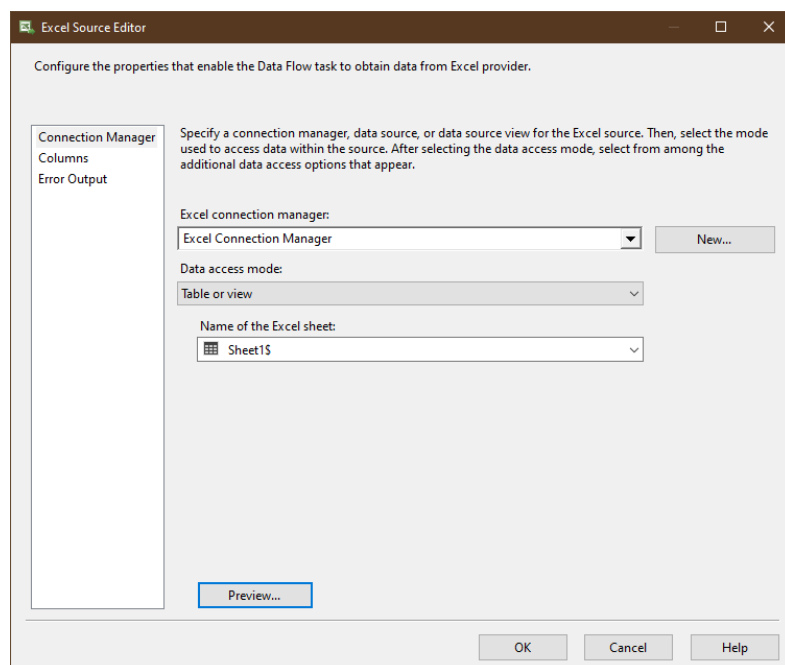 Excel Source Editor
Configure the properties that enable the Data Flow task to obtain data from Excel provider.
Connection Manager
Columns
Error Output
Specify a connection manager, data source, or data source view for the Excel source. Then, select the mode
used to access data within the source. After selecting the data access mode, select from among the
additional data access options that appear.
Excel connection manager:
Excel Connection Manager
New...
Data access mode:
Table or view
Name of the Excel sheet:
Sheet1$
Preview...
OK
Cancel
Help